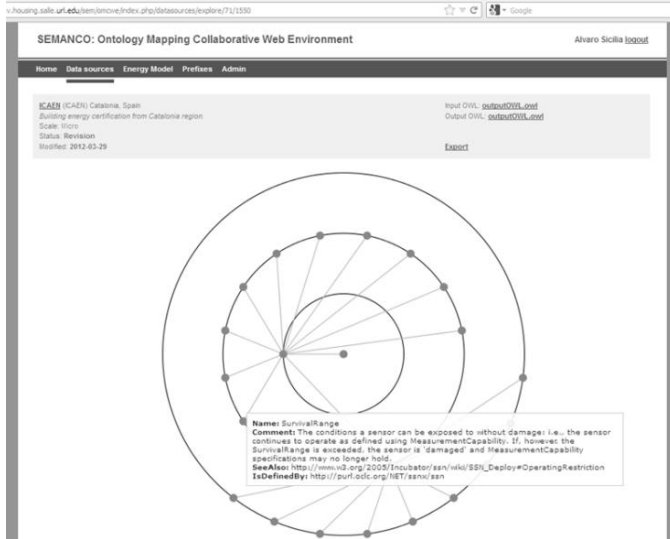 v.housing.salle.url.edu/sem/omcwe/index.php/datasources/explore/71/1550
Google
SEMANCO: Ontology Mapping Collaborative Web Environment
Alvaro Sicilia logout
Home Data sources Energy Model Prefixes Admin
ICAEN (ICAEN) Catalonia, Spain
Building energy certification from Catalonia region
Scale: Micro
Status: Revision
Modified: 2012-03-29
Input OWL: outputOWL.owl
Output OWL: outputOWL.owl
Export
Name: SurvivalRange
Comment: The conditions a sensor can be exposed to without damage: i.e., the sensor
continues to operate as defined using MeasurementCapability. If, however, the
SurvivalRange is exceeded, the sensor is 'damaged' and MeasurementCapability
specifications may no longer hold.
SeeAlso: http://www.w3.org/2005/Incubator/ssn/wiki/SSN_Deploy#OperatingRestriction
IsDefinedBy: http://purl.oclc.org/NET/ssnx/ssn